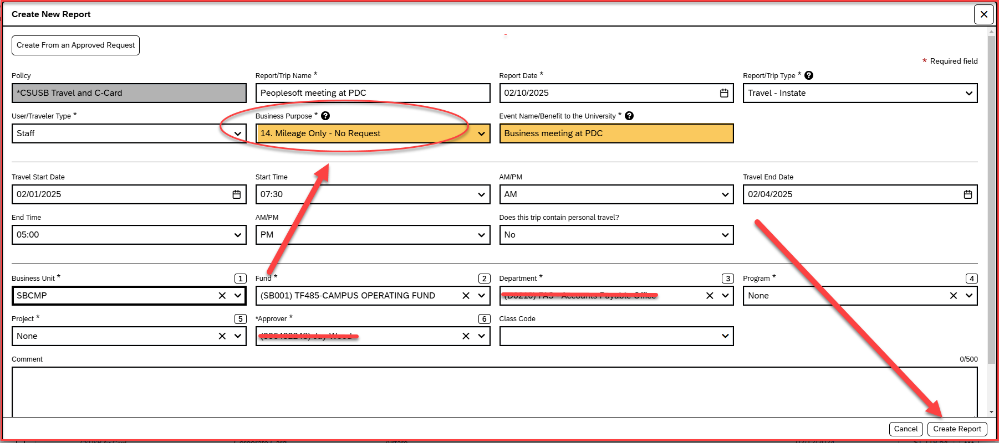 Create New Report
Create From an Approved Request
* Required field
Policy
Report/Trip Name *
Report Date *
Report/Trip Type * ?
*CSUSB Travel and C-Card
Peoplesoft meeting at PDC
02/10/2025
Travel - Instate
User/Traveler Type *
Business Purpose * ?
Event Name/Benefit to the University * ?
Staff
14. Mileage Only - No Request
Business meeting at PDC
Travel Start Date
Start Time
AM/PM
Travel End Date
02/01/2025
07:30
AM
02/04/2025
End Time
AM/PM
Does this trip contain personal travel?
05:00
PM
No
Business Unit * 1
Fund * 2
Department * 3
Program * 4
SBCMP
(SB001) TF485-CAMPUS OPERATING FUND
None
Project * 5
*Approver * 6
Class Code
None
Comment
0/500
Cancel
Create Report